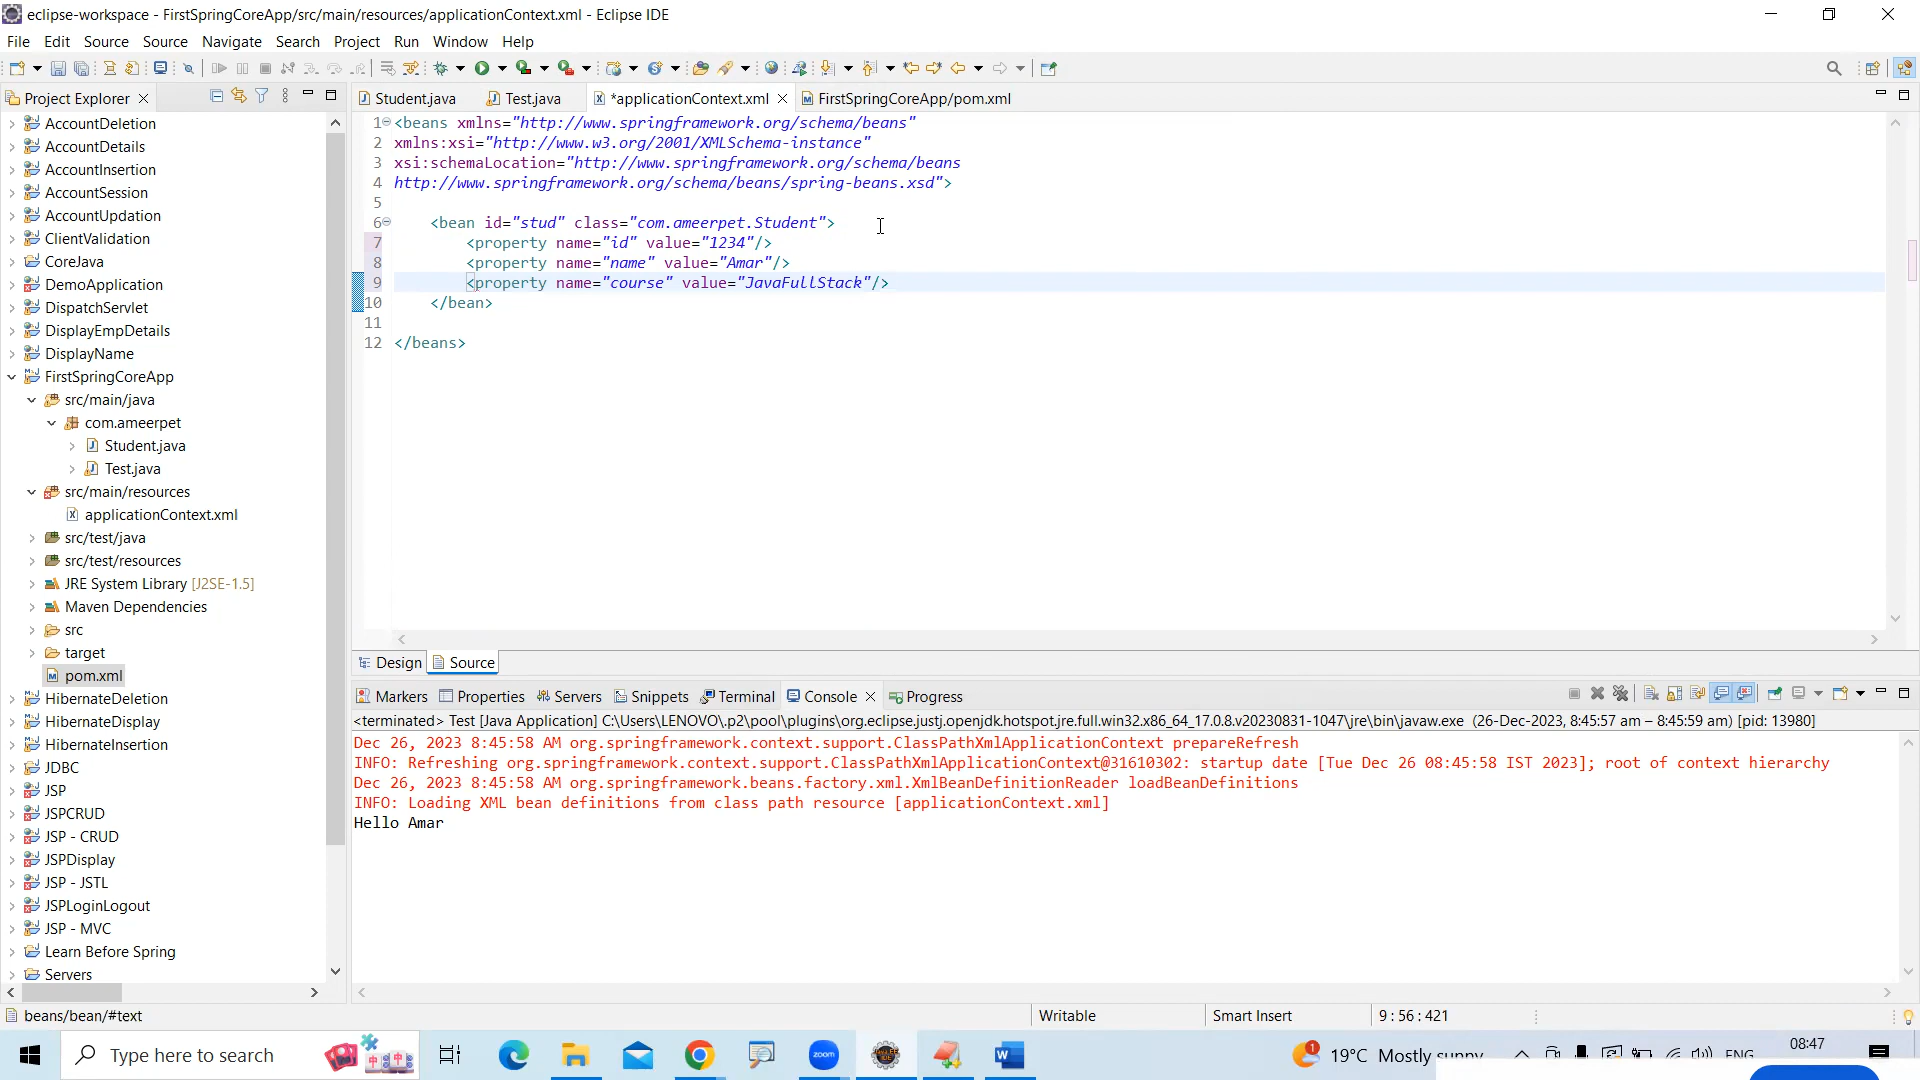 eclipse-workspace - FirstSpringCoreApp/src/main/resources/applicationContext.xml - Eclipse IDE
File Edit Source Source Navigate Search Project Run Window Help
Project Explorer
AccountDeletion
AccountDetails
AccountInsertion
AccountSession
AccountUpdation
ClientValidation
CoreJava
DemoApplication
DispatchServlet
DisplayEmpDetails
DisplayName
FirstSpringCoreApp
src/main/java
com.ameerpet
Student.java
Test.java
src/main/resources
applicationContext.xml
src/test/java
src/test/resources
JRE System Library [J2SE-1.5]
Maven Dependencies
src
target
pom.xml
HibernateDeletion
HibernateDisplay
HibernateInsertion
JDBC
JSP
JSPCRUD
JSP - CRUD
JSPDisplay
JSP - JSTL
JSPLoginLogout
JSP - MVC
Learn Before Spring
Servers
Student.java Test.java *applicationContext.xml FirstSpringCoreApp/pom.xml
1 <beans xmlns="http://www.springframework.org/schema/beans"
2 xmlns:xsi="http://www.w3.org/2001/XMLSchema-instance"
3 xsi:schemaLocation="http://www.springframework.org/schema/beans
4 http://www.springframework.org/schema/beans/spring-beans.xsd">
5
6 <bean id="stud" class="com.ameerpet.Student">
7 <property name="id" value="1234"/>
8 <property name="name" value="Amar"/>
9 <property name="course" value="JavaFullStack"/>
10 </bean>
11
12 </beans>
Design Source
Markers Properties Servers Snippets Terminal Console Progress
<terminated> Test [Java Application] C:\Users\LENOVO\.p2\pool\plugins\org.eclipse.justj.openjdk.hotspot.jre.full.win32.x86_64_17.0.8.v20230831-1047\jre\bin\javaw.exe (26-Dec-2023, 8:45:57 am – 8:45:59 am) [pid: 13980]
Dec 26, 2023 8:45:58 AM org.springframework.context.support.ClassPathXmlApplicationContext prepareRefresh
INFO: Refreshing org.springframework.context.support.ClassPathXmlApplicationContext@31610302: startup date [Tue Dec 26 08:45:58 IST 2023]; root of context hierarchy
Dec 26, 2023 8:45:58 AM org.springframework.beans.factory.xml.XmlBeanDefinitionReader loadBeanDefinitions
INFO: Loading XML bean definitions from class path resource [applicationContext.xml]
Hello Amar
beans/bean/#text Writable Smart Insert 9 : 56 : 421
Type here to search zoom 1 19°C Mostly sunny ENG 08:47